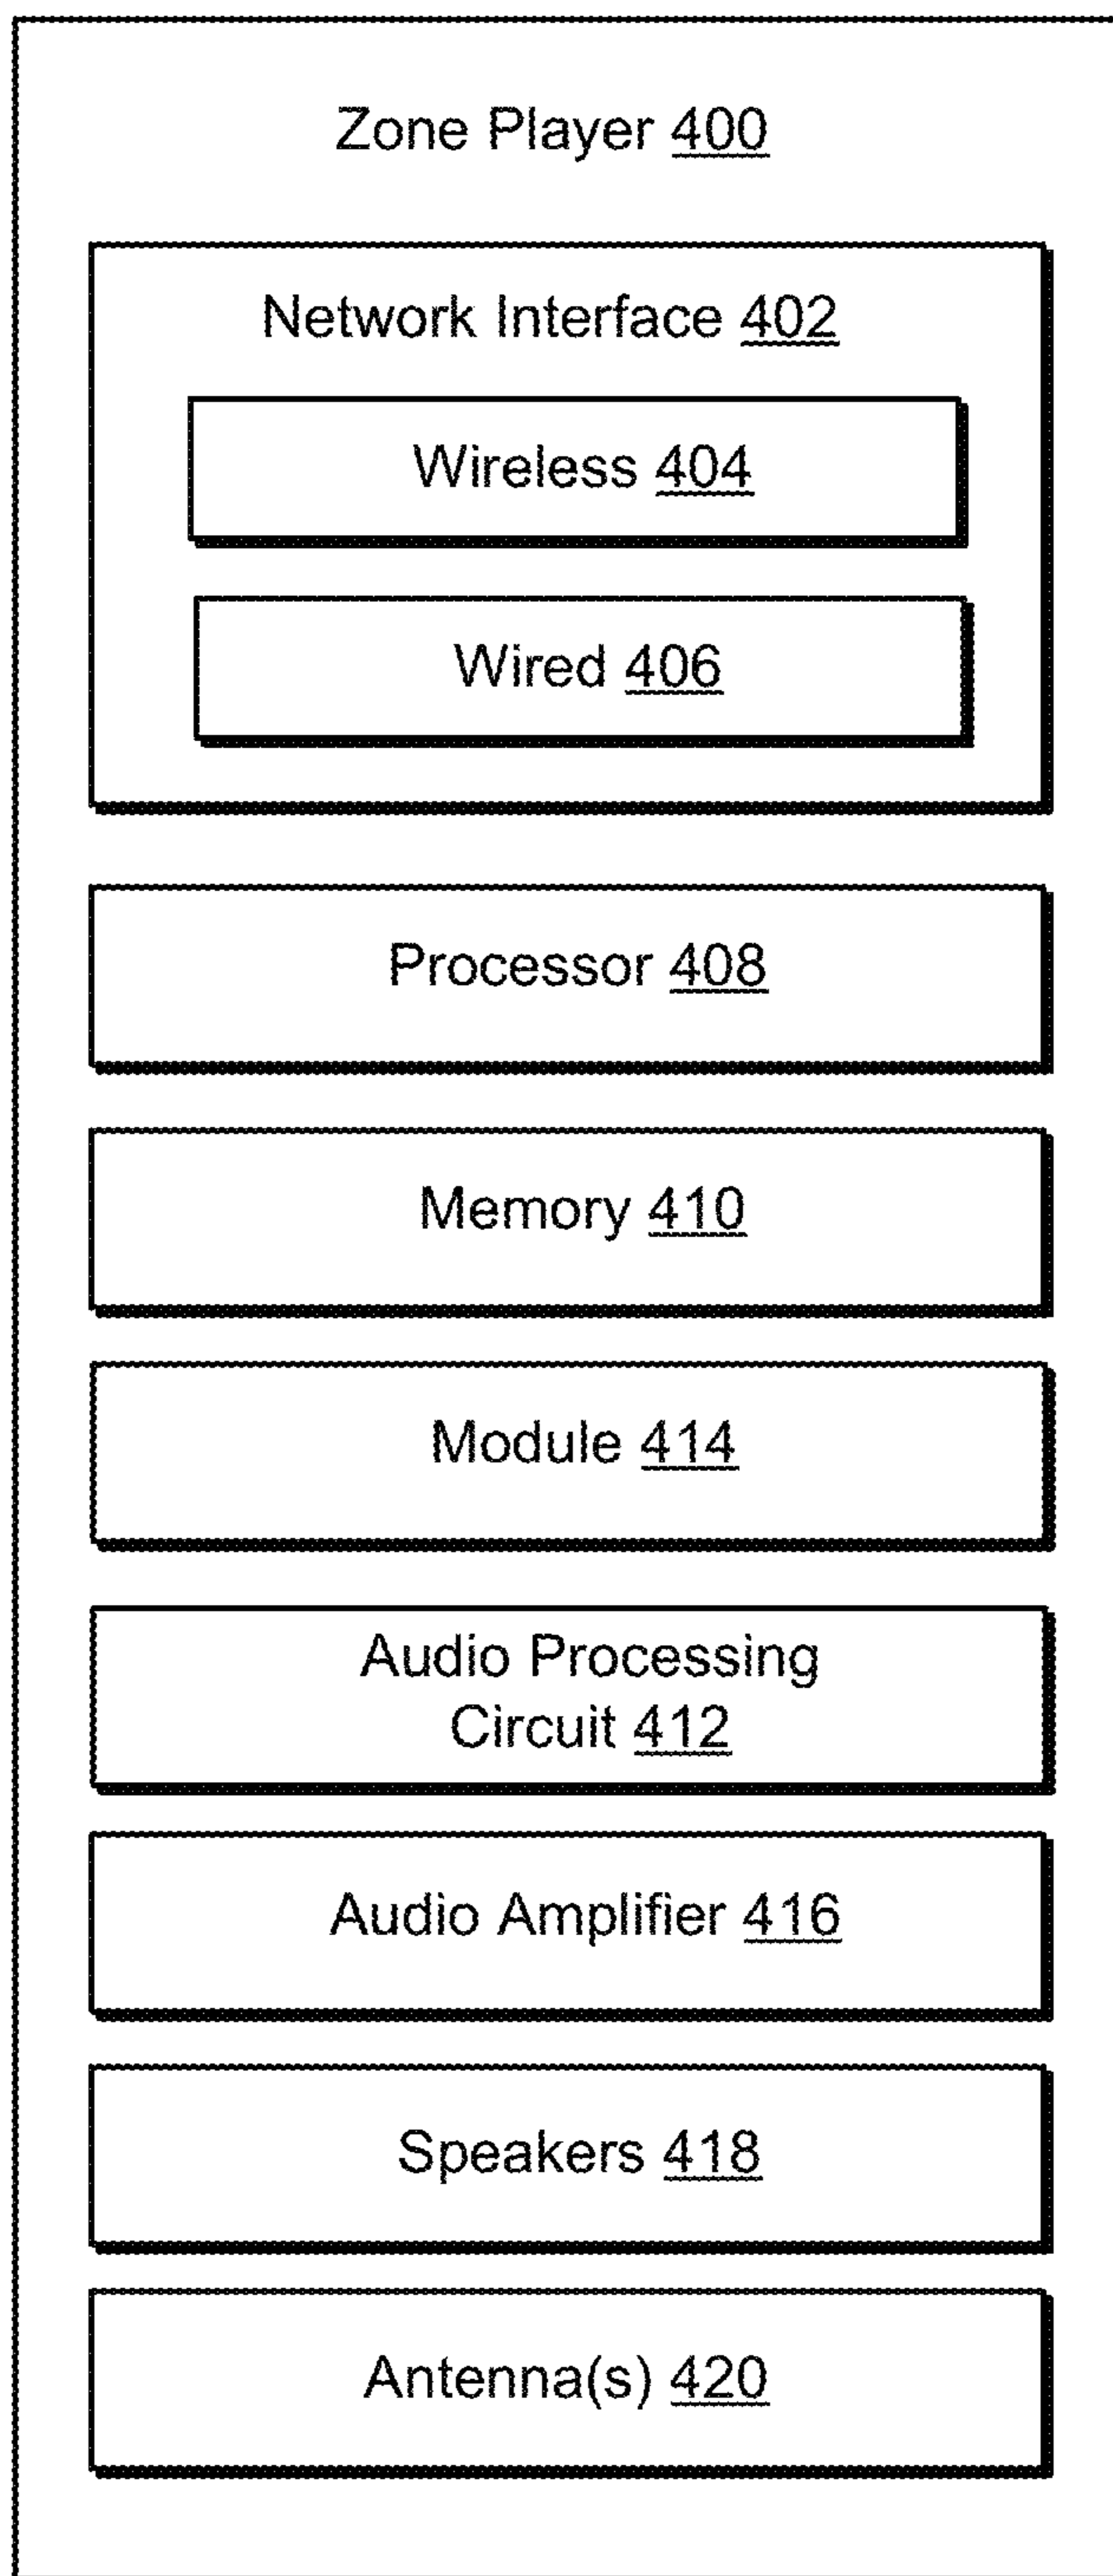 Zone Player 400
Network Interface 402
Wireless 404
Wired 406
Processor 408
Memory 410
Module 414
Audio Processing
Circuit 412
Audio Amplifier 416
Speakers 418
Antenna(s) 420